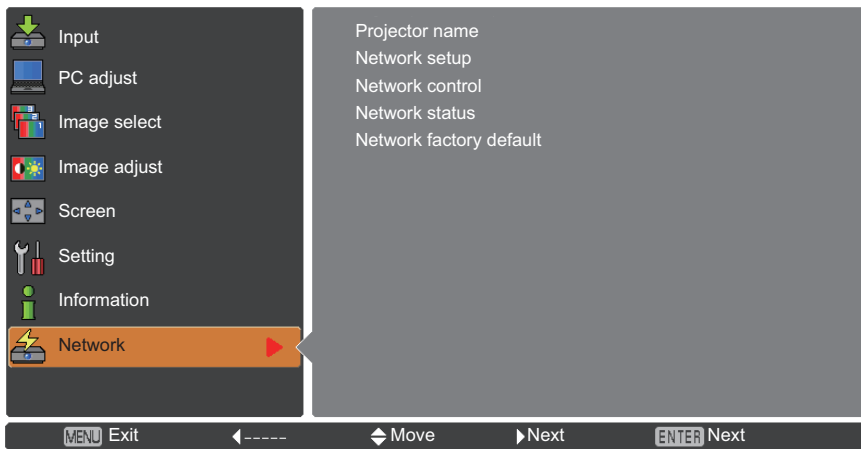 Input
PC adjust
Image select
Image adjust
Screen
Setting
Information
Network
Projector name
Network setup
Network control
Network status
Network factory default
MENU Exit ◀----- Move ▶Next ENTER Next